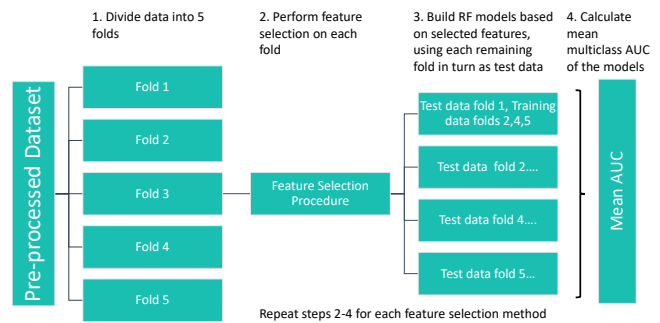 1. Divide data into 5
folds
2. Perform feature
selection on each
fold
3. Build RF models based
on selected features,
using each remaining
fold in turn as test data
4. Calculate
mean
multiclass AUC
of the models
Pre-processed Dataset
Fold 1
Fold 2
Fold 3
Fold 4
Fold 5
Feature Selection
Procedure
Test data fold 1, Training
data folds 2,4,5
Test data  fold 2....
Test data fold 4....
Test data fold 5...
Mean AUC
Repeat steps 2-4 for each feature selection method